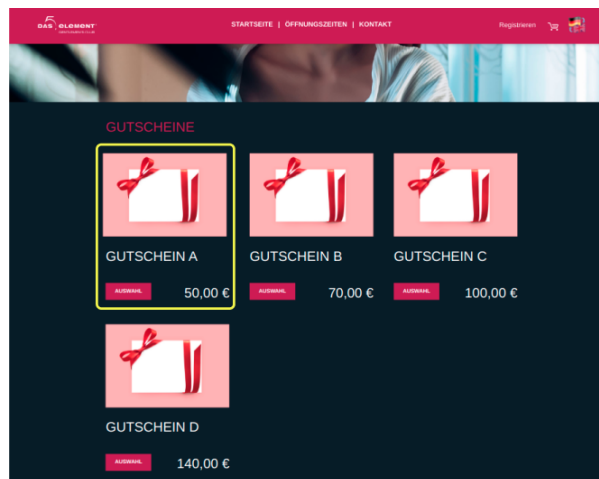 DAS ELEMENT
STARTSEITE | ÖFFNUNGSZEITEN | KONTAKT
Registrieren
GUTSCHEINE
GUTSCHEIN A
AUSWAHL
50,00 €
GUTSCHEIN B
AUSWAHL
70,00 €
GUTSCHEIN C
AUSWAHL
100,00 €
GUTSCHEIN D
AUSWAHL
140,00 €